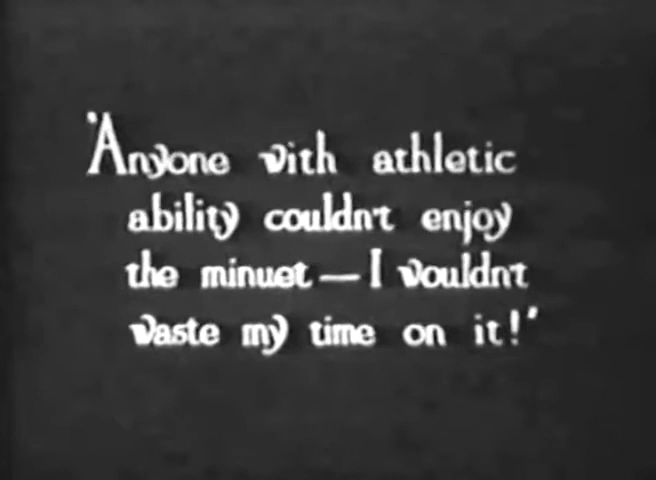 "Anyone with athletic
ability couldn't enjoy
the minuet — I wouldn't
waste my time on it!"